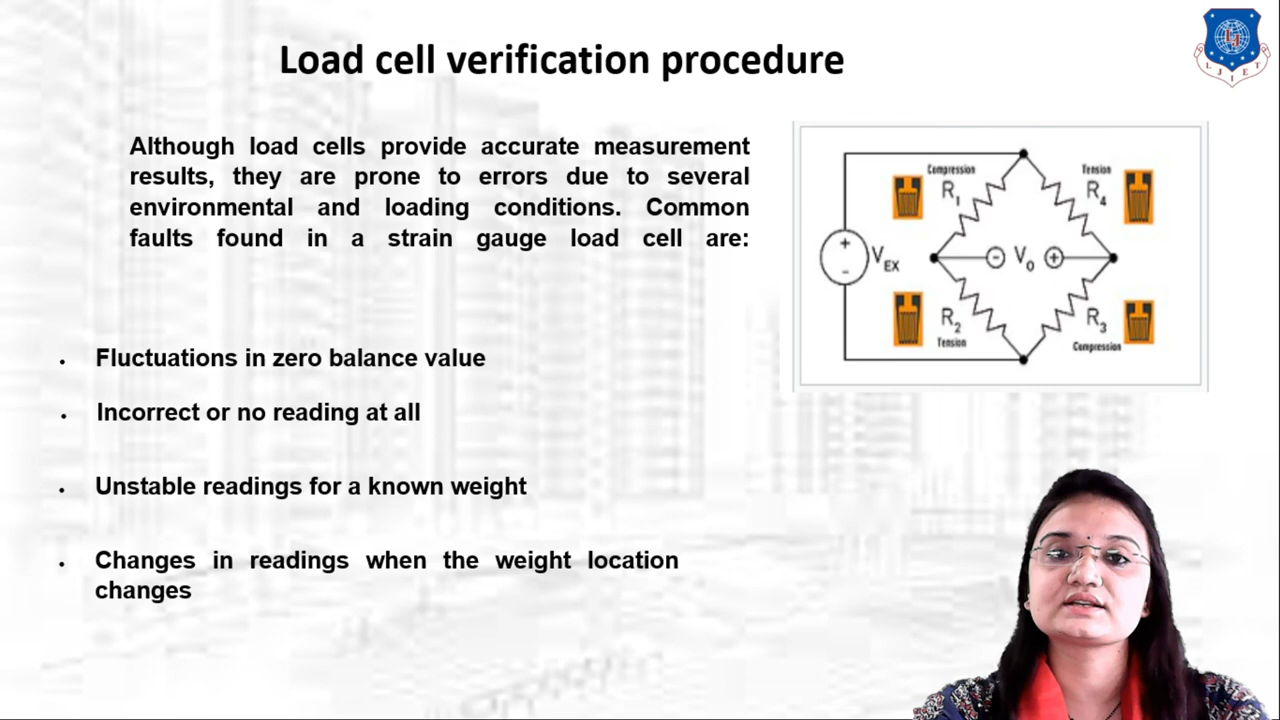 Load cell verification procedure
LJIET
Although load cells provide accurate measurement
results, they are prone to errors due to several
environmental and loading conditions. Common
faults found in a strain gauge load cell are:
Compression
R1
Tension
R4
+
-
VEX
- V0 +
R2
Tension
R3
Compression
• Fluctuations in zero balance value
• Incorrect or no reading at all
• Unstable readings for a known weight
• Changes in readings when the weight location
changes